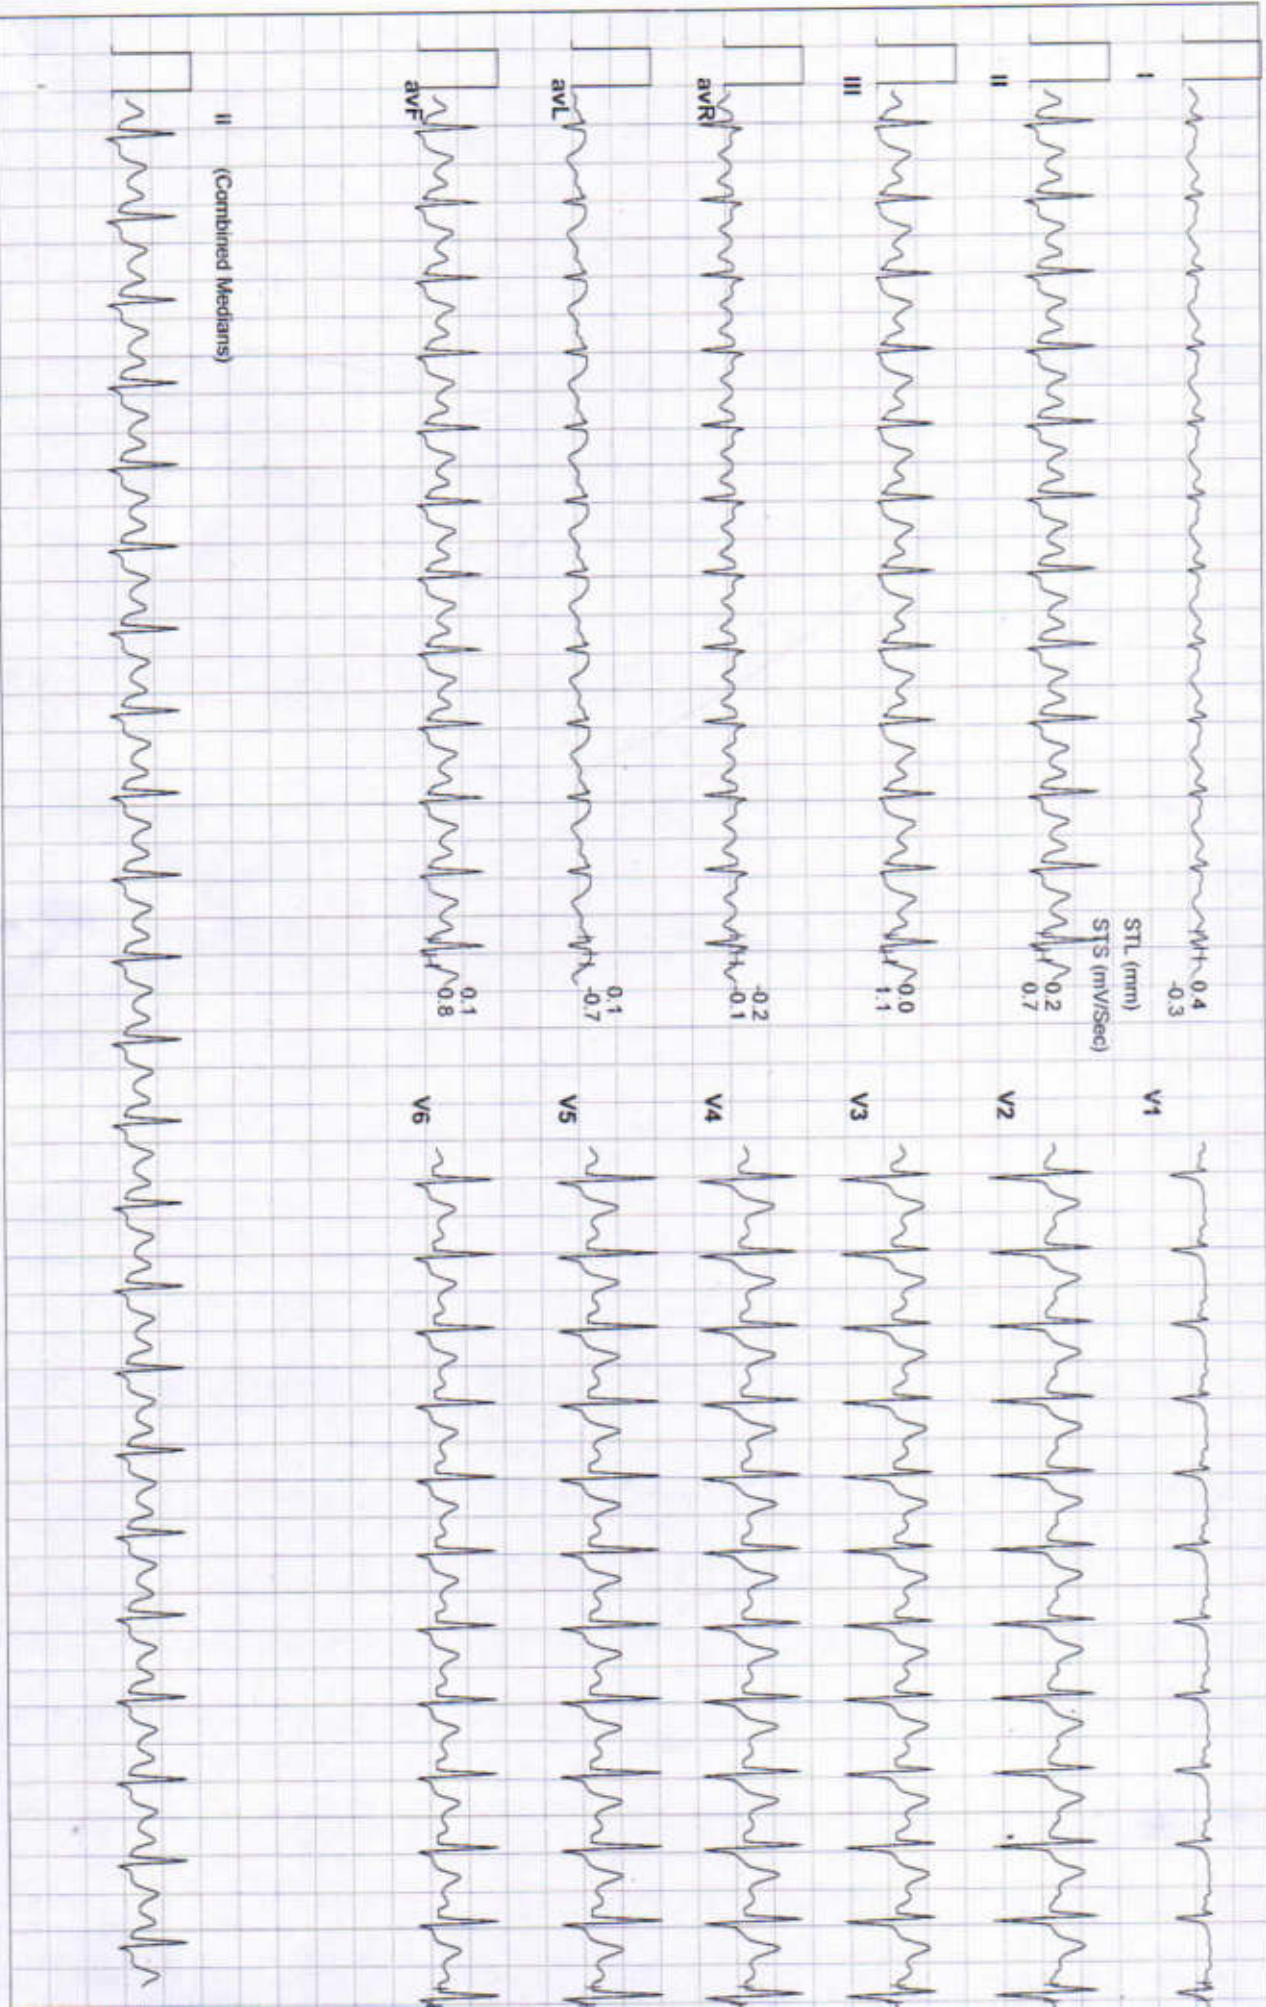 I
STL (mm)
STS (mV/Sec)
0.4
-0.3
II
0.2
0.7
III
0.0
1.1
avR
-0.2
-0.1
avL
0.1
-0.7
avF
0.1
0.8
V1
V2
V3
V4
V5
V6
II (Combined Medians)